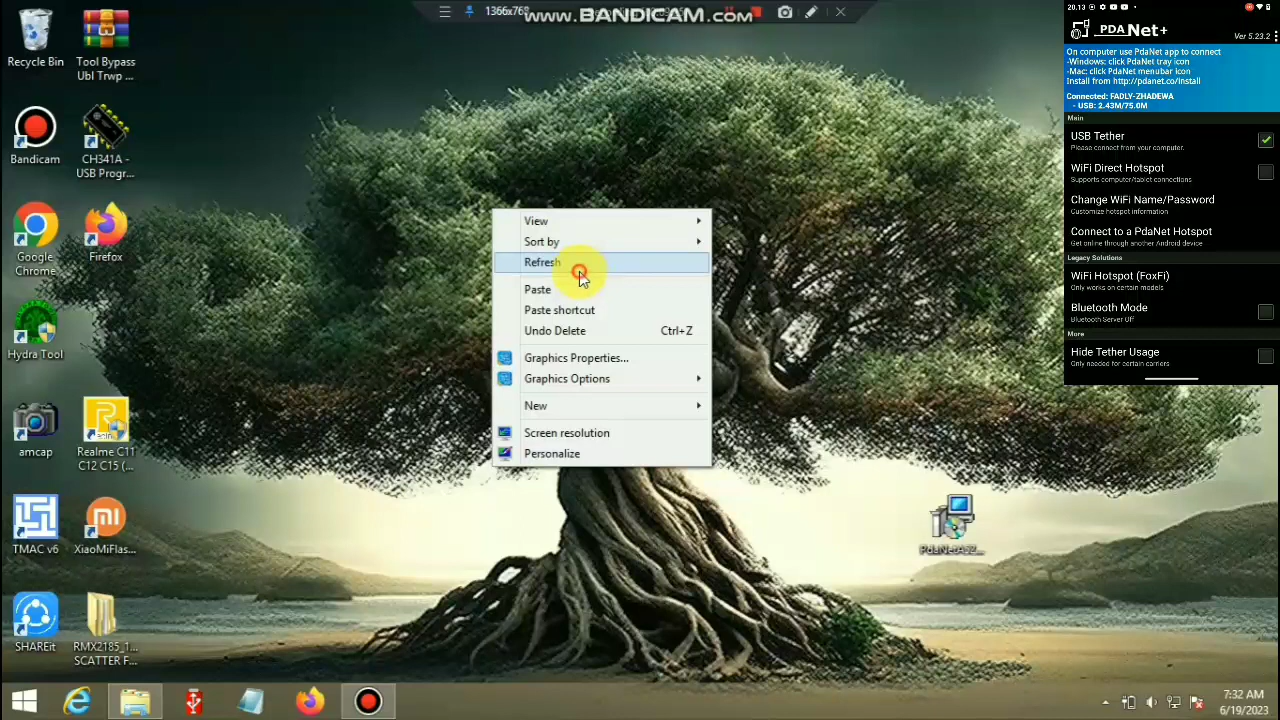 1366x768
www.BANDICAM.com
Recycle Bin
Tool Bypass
Ubl Trwp ...
Bandicam
CH341A -
USB Progr...
Google
Chrome
Firefox
Hydra Tool
amcap
Realme C11
C12 C15 (...
TMAC v6
XiaoMiFlas...
SHAREit
RMX2185_1...
SCATTER F...
View
Sort by
Refresh
Paste
Paste shortcut
Undo Delete Ctrl+Z
Graphics Properties...
Graphics Options
New
Screen resolution
Personalize
PdaNetA52...
20.13
PDANet+
Ver 5.23.2
On computer use PdaNet app to connect
-Windows: click PdaNet tray icon
-Mac: click PdaNet menubar icon
Install from http://pdanet.co/install
Connected: FADLY-ZHADEWA
- USB: 2.43M/75.0M
Main
USB Tether
Please connect from your computer.
WiFi Direct Hotspot
Supports computer/tablet connections
Change WiFi Name/Password
Customize hotspot information
Connect to a PdaNet Hotspot
Get online through another Android device
Legacy Solutions
WiFi Hotspot (FoxFi)
Only works on certain models
Bluetooth Mode
Bluetooth Server Off
More
Hide Tether Usage
Only needed for certain carriers
7:32 AM
6/19/2023